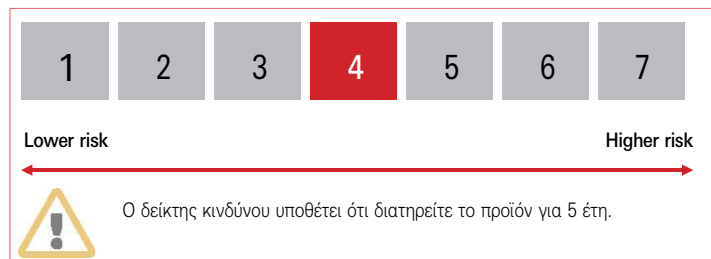 1 2 3 4 5 6 7
Lower risk Higher risk
Ο δείκτης κινδύνου υποθέτει ότι διατηρείτε το προϊόν για 5 έτη.